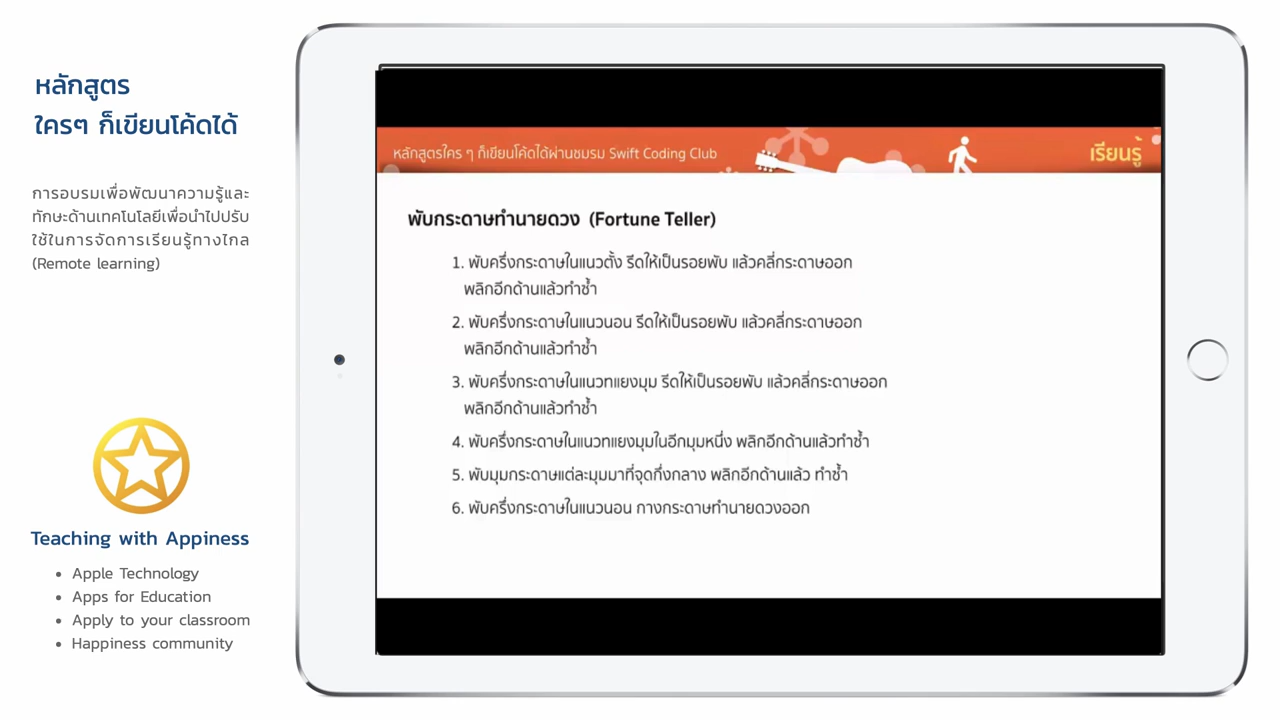 หลักสูตร
ใครๆ ก็เขียนโค้ดได้
การอบรมเพื่อพัฒนาความรู้และ
ทักษะด้านเทคโนโลยีเพื่อนำไปปรับ
ใช้ในการจัดการเรียนรู้ทางไกล
(Remote learning)
Teaching with Appiness
• Apple Technology
• Apps for Education
• Apply to your classroom
• Happiness community
หลักสูตรใคร ๆ ก็เขียนโค้ดได้ผ่านชมรม Swift Coding Club
เรียนรู้
พับกระดาษทำนายดวง (Fortune Teller)
1. พับครึ่งกระดาษในแนวตั้ง รีดให้เป็นรอยพับ แล้วคลี่กระดาษออก
พลิกอีกด้านแล้วทำซ้ำ
2. พับครึ่งกระดาษในแนวนอน รีดให้เป็นรอยพับ แล้วคลี่กระดาษออก
พลิกอีกด้านแล้วทำซ้ำ
3. พับครึ่งกระดาษในแนวทแยงมุม รีดให้เป็นรอยพับ แล้วคลี่กระดาษออก
พลิกอีกด้านแล้วทำซ้ำ
4. พับครึ่งกระดาษในแนวทแยงมุมในอีกมุมหนึ่ง พลิกอีกด้านแล้วทำซ้ำ
5. พับมุมกระดาษแต่ละมุมมาที่จุดกึ่งกลาง พลิกอีกด้านแล้ว ทำซ้ำ
6. พับครึ่งกระดาษในแนวนอน กางกระดาษทำนายดวงออก